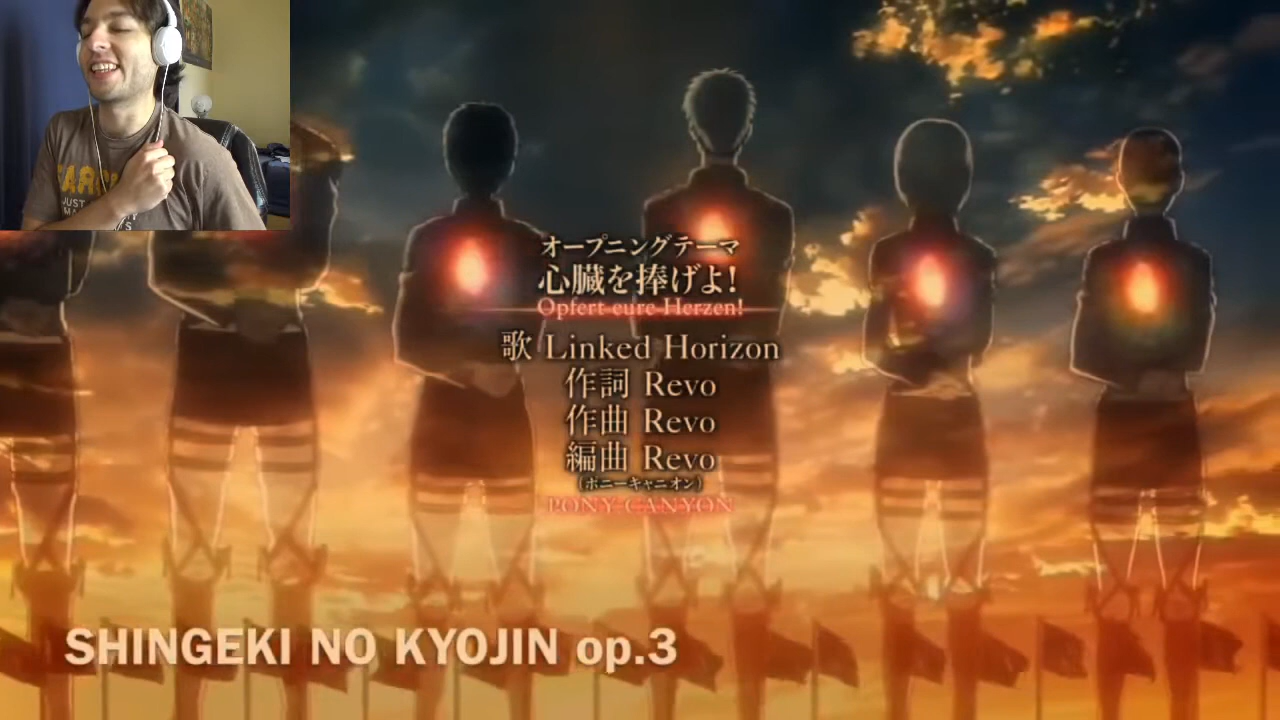 オープニングテーマ
心臓を捧げよ!
Opfert eure Herzen!
歌 Linked Horizon
作詞 Revo
作曲 Revo
編曲 Revo
(ポニーキャニオン)
PONY CANYON
SHINGEKI NO KYOJIN op.3
JUST